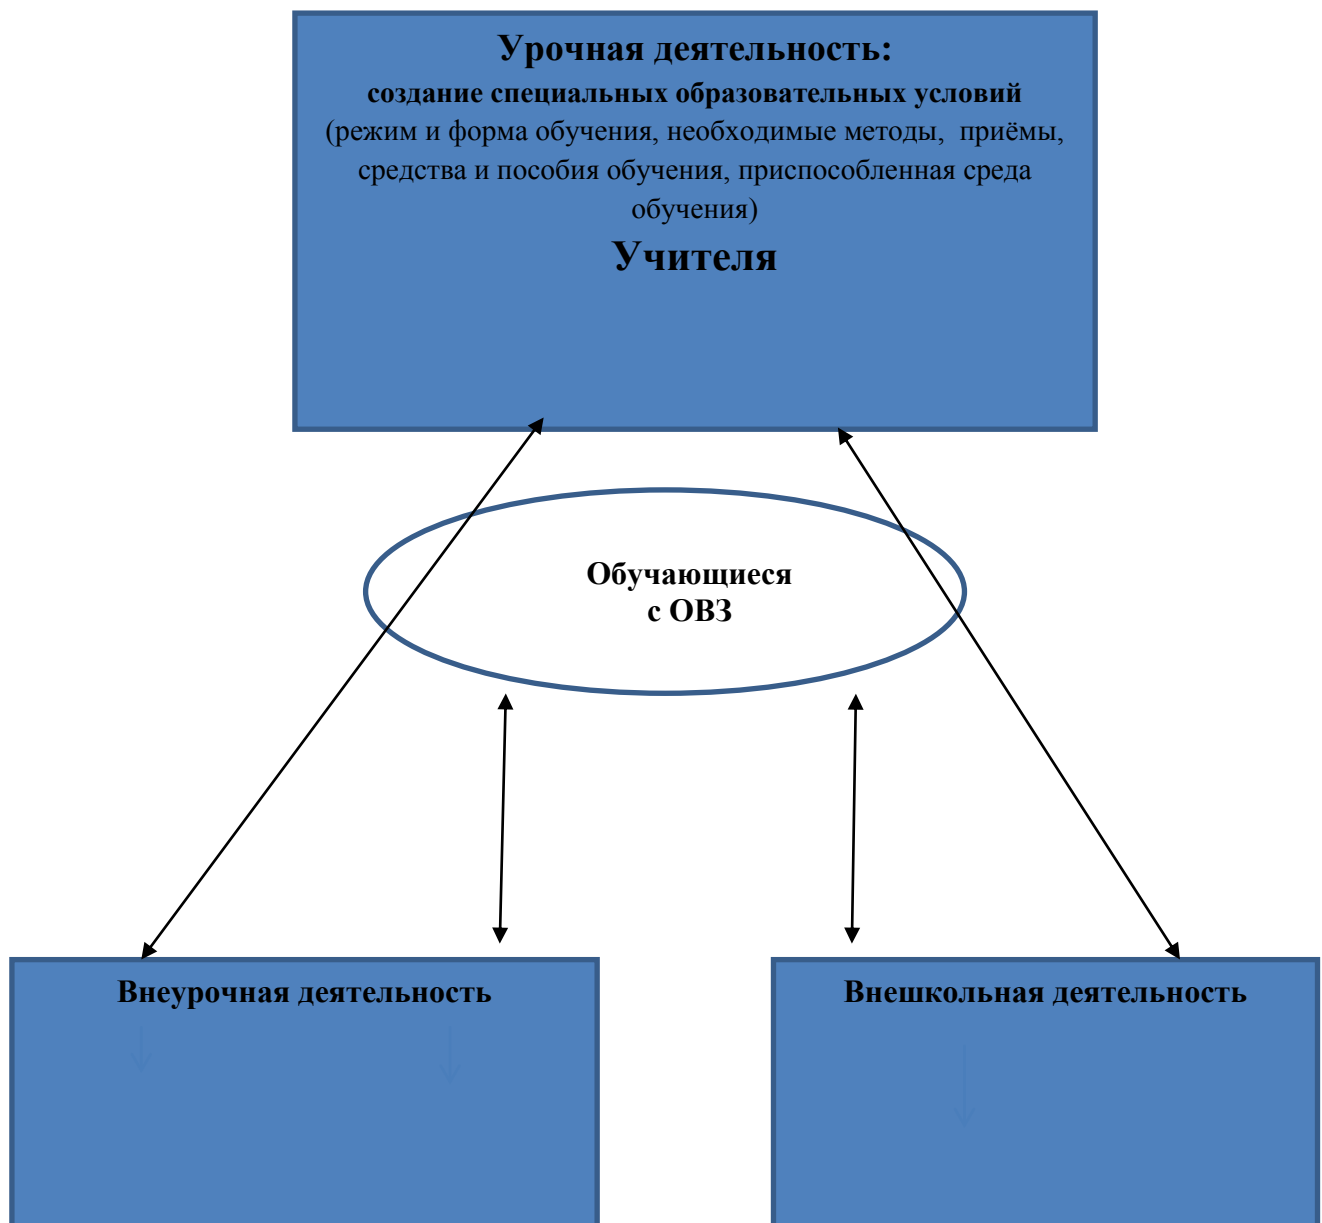 Урочная деятельность:
создание специальных образовательных условий
(режим и форма обучения, необходимые методы,  приёмы,
средства и пособия обучения, приспособленная среда
обучения)
Учителя
Обучающиеся
с ОВЗ
Внеурочная деятельность
Внешкольная деятельность